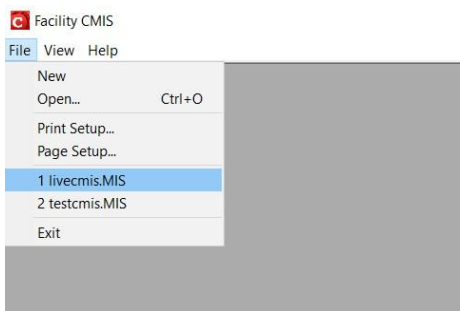 Facility CMIS
File View Help
New
Open... Ctrl+O
Print Setup...
Page Setup...
1 livecmis.MIS
2 testcmis.MIS
Exit